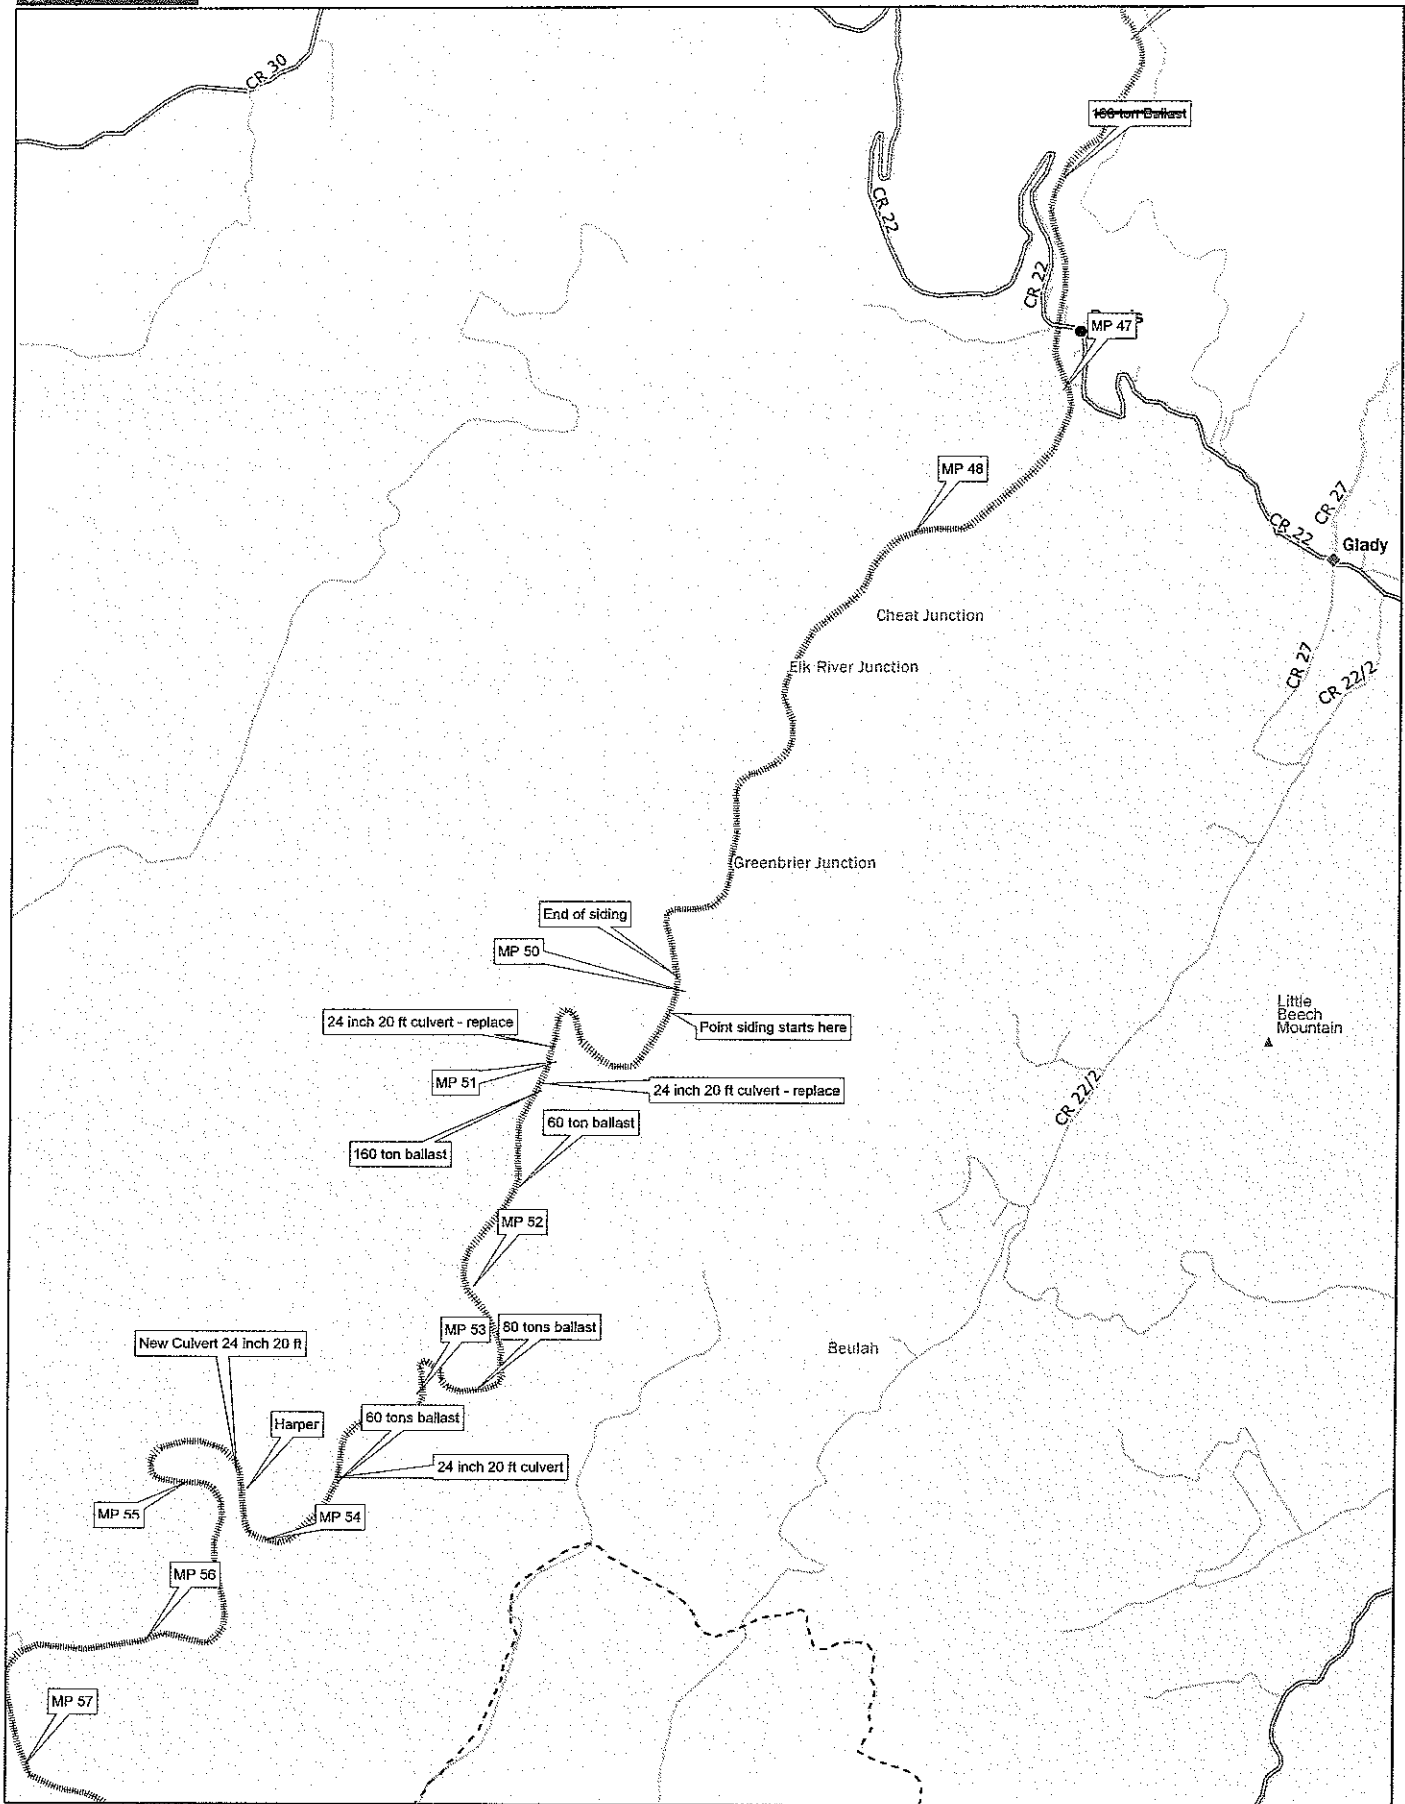 CR 30
CR 22
CR 22
MP 47
MP 48
CR 27
CR 22
Glady
Cheat Junction
Elk River Junction
CR 27
CR 22/2
Greenbrier Junction
End of siding
MP 50
Little
Beech
Mountain
24 inch 20 ft culvert - replace
Point siding starts here
MP 51
24 inch 20 ft culvert - replace
CR 22/2
60 ton ballast
160 ton ballast
MP 52
80 tons ballast
MP 53
New Culvert 24 inch 20 ft
Beulah
60 tons ballast
Harper
24 inch 20 ft culvert
MP 55
MP 54
MP 56
MP 57